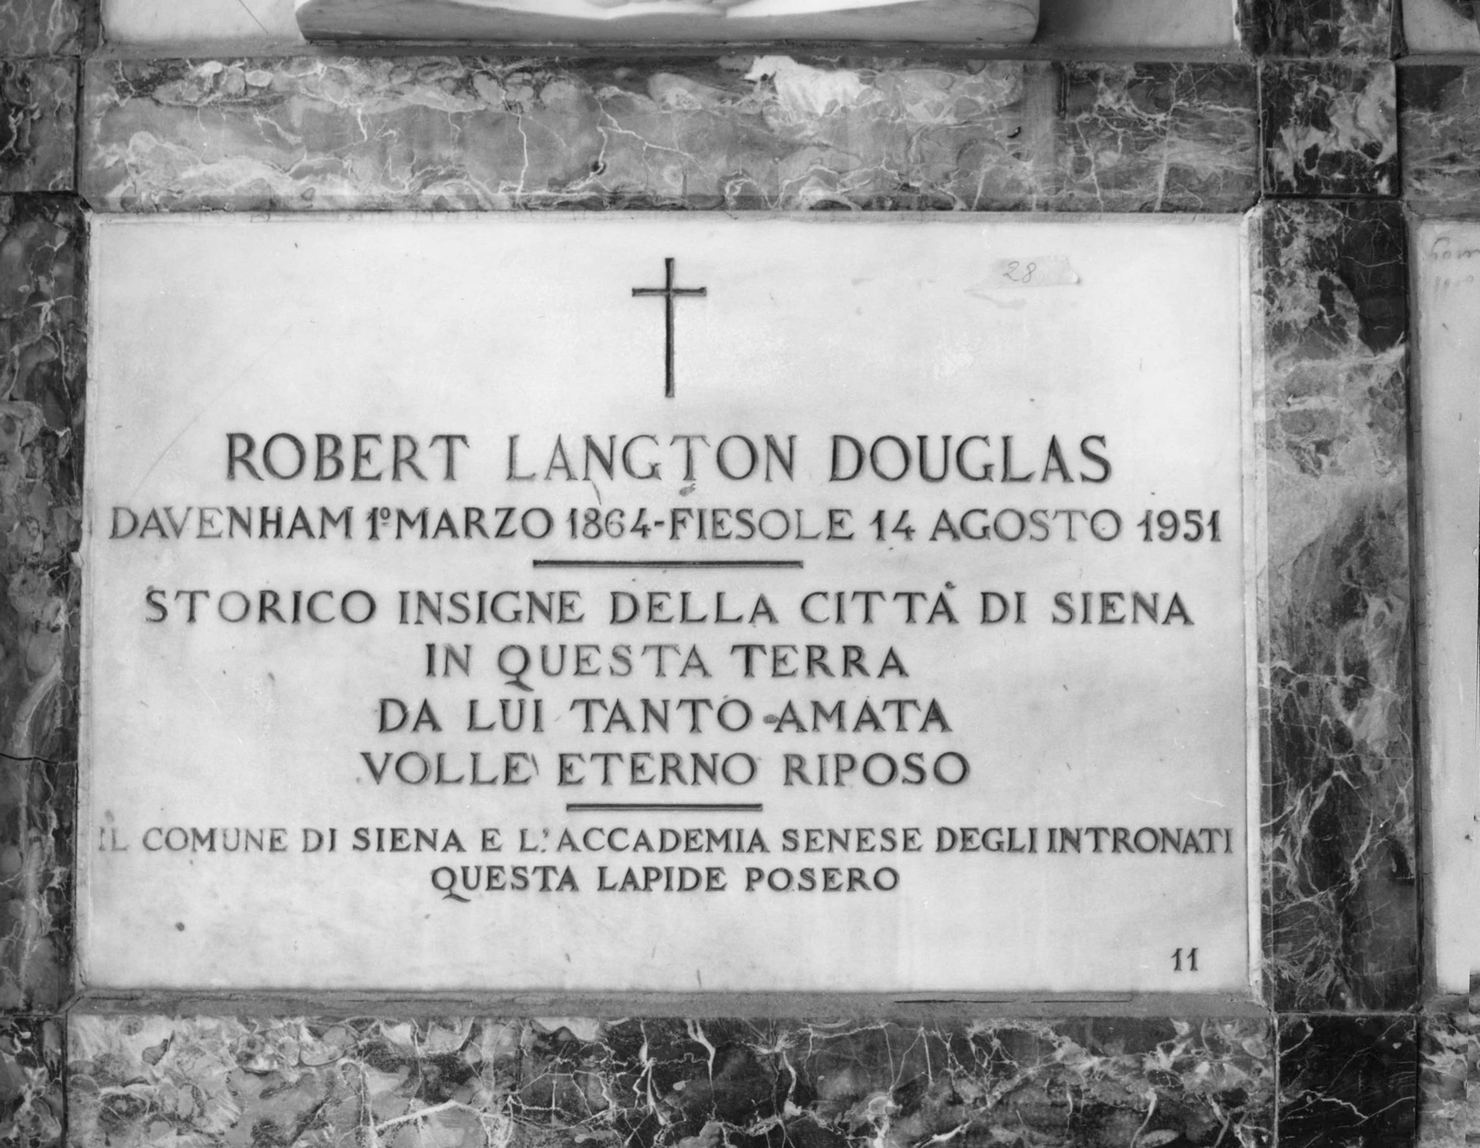 28
ROBERT LANGTON DOUGLAS
DAVENHAM 1º MARZO 1864-FIESOLE 14 AGOSTO 1951
STORICO INSIGNE DELLA CITTÀ DI SIENA
IN QUESTA TERRA
DA LUI TANTO AMATA
VOLLE ETERNO RIPOSO
IL COMUNE DI SIENA E L'ACCADEMIA SENESE DEGLI INTRONATI
QUESTA LAPIDE POSERO
11